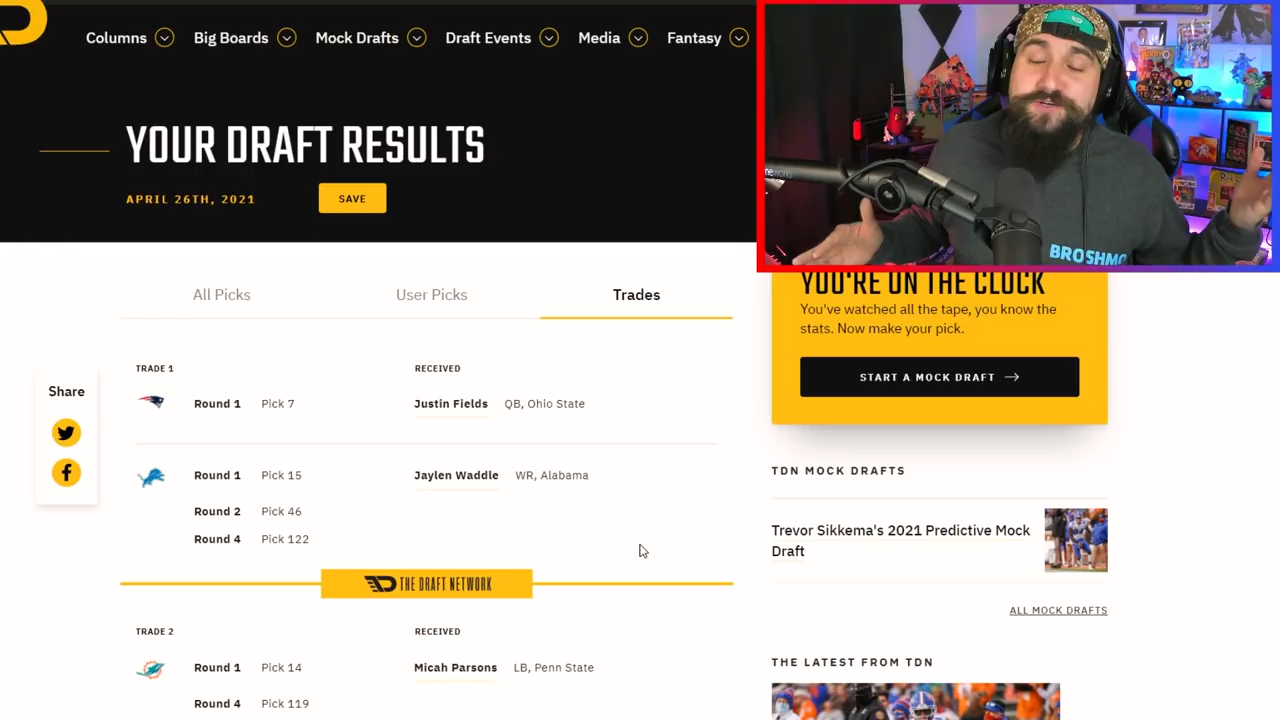 Columns Big Boards Mock Drafts Draft Events Media Fantasy
YOUR DRAFT RESULTS
APRIL 26TH, 2021 SAVE
BROSHMO
All Picks User Picks Trades
YOU'RE ON THE CLOCK
You've watched all the tape, you know the
stats. Now make your pick.
START A MOCK DRAFT
Share
TRADE 1 RECEIVED
Round 1 Pick 7 Justin Fields QB, Ohio State
Round 1 Pick 15 Jaylen Waddle WR, Alabama
Round 2 Pick 46
Round 4 Pick 122
THE DRAFT NETWORK
TRADE 2 RECEIVED
Round 1 Pick 14 Micah Parsons LB, Penn State
Round 4 Pick 119
TDN MOCK DRAFTS
Trevor Sikkema's 2021 Predictive Mock
Draft
ALL MOCK DRAFTS
THE LATEST FROM TDN